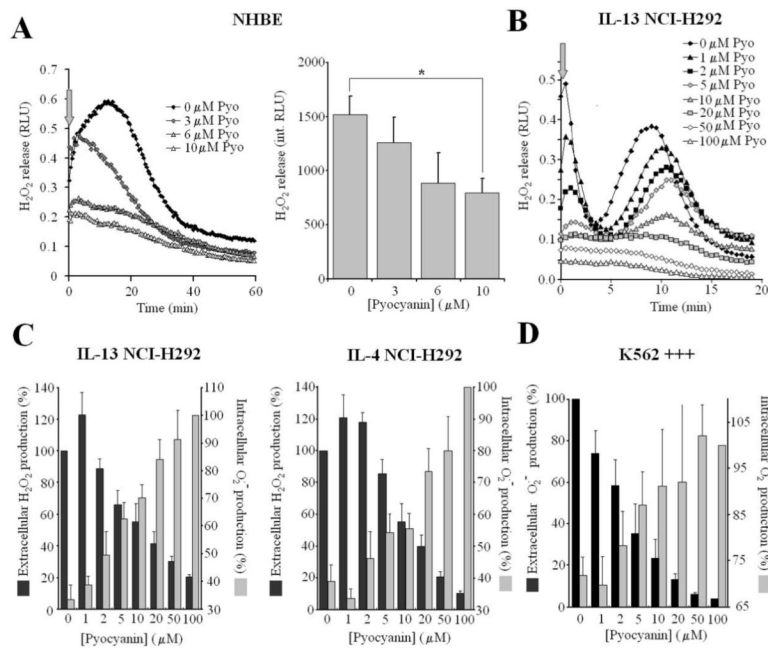 A
NHBE
H₂O₂ release (RLU)
0.7
0.6
0.5
0.4
0.3
0.2
0.1
0
0 20 40 60
Time (min)
0 μM Pyo
3 μM Pyo
6 μM Pyo
10μM Pyo
H₂O₂ release (int. RLU)
2000
1500
1000
500
0
*
0 3 6 10
[Pyocyanin] (μM)
B
IL-13 NCI-H292
H₂O₂ release (RLU)
0.5
0.4
0.3
0.2
0.1
0.0
0 5 10 15 20
Time (min)
0 μM Pyo
1 μM Pyo
2 μM Pyo
5 μM Pyo
10 μM Pyo
20 μM Pyo
50 μM Pyo
100 μM Pyo
C
IL-13 NCI-H292
Extracellular H₂O₂ production (%)
140
120
100
80
60
40
20
0
0 1 2 5 10 20 50 100
[Pyocyanin] (μM)
110
100
90
80
70
60
50
40
30
Intracellular O₂⁻ production
(%)
IL-4 NCI-H292
Extracellular H₂O₂ production (%)
140
120
100
80
60
40
20
0
0 1 2 5 10 20 50 100
[Pyocyanin] (μM)
100
90
80
70
60
50
40
30
Intracellular O₂⁻ production
(%)
D
K562 +++
Extracellular O₂⁻ production (%)
100
80
60
40
20
0
0 1 2 5 10 20 50 100
[Pyocyanin] (μM)
105
95
85
75
65
Intracellular O₂ production
(%)